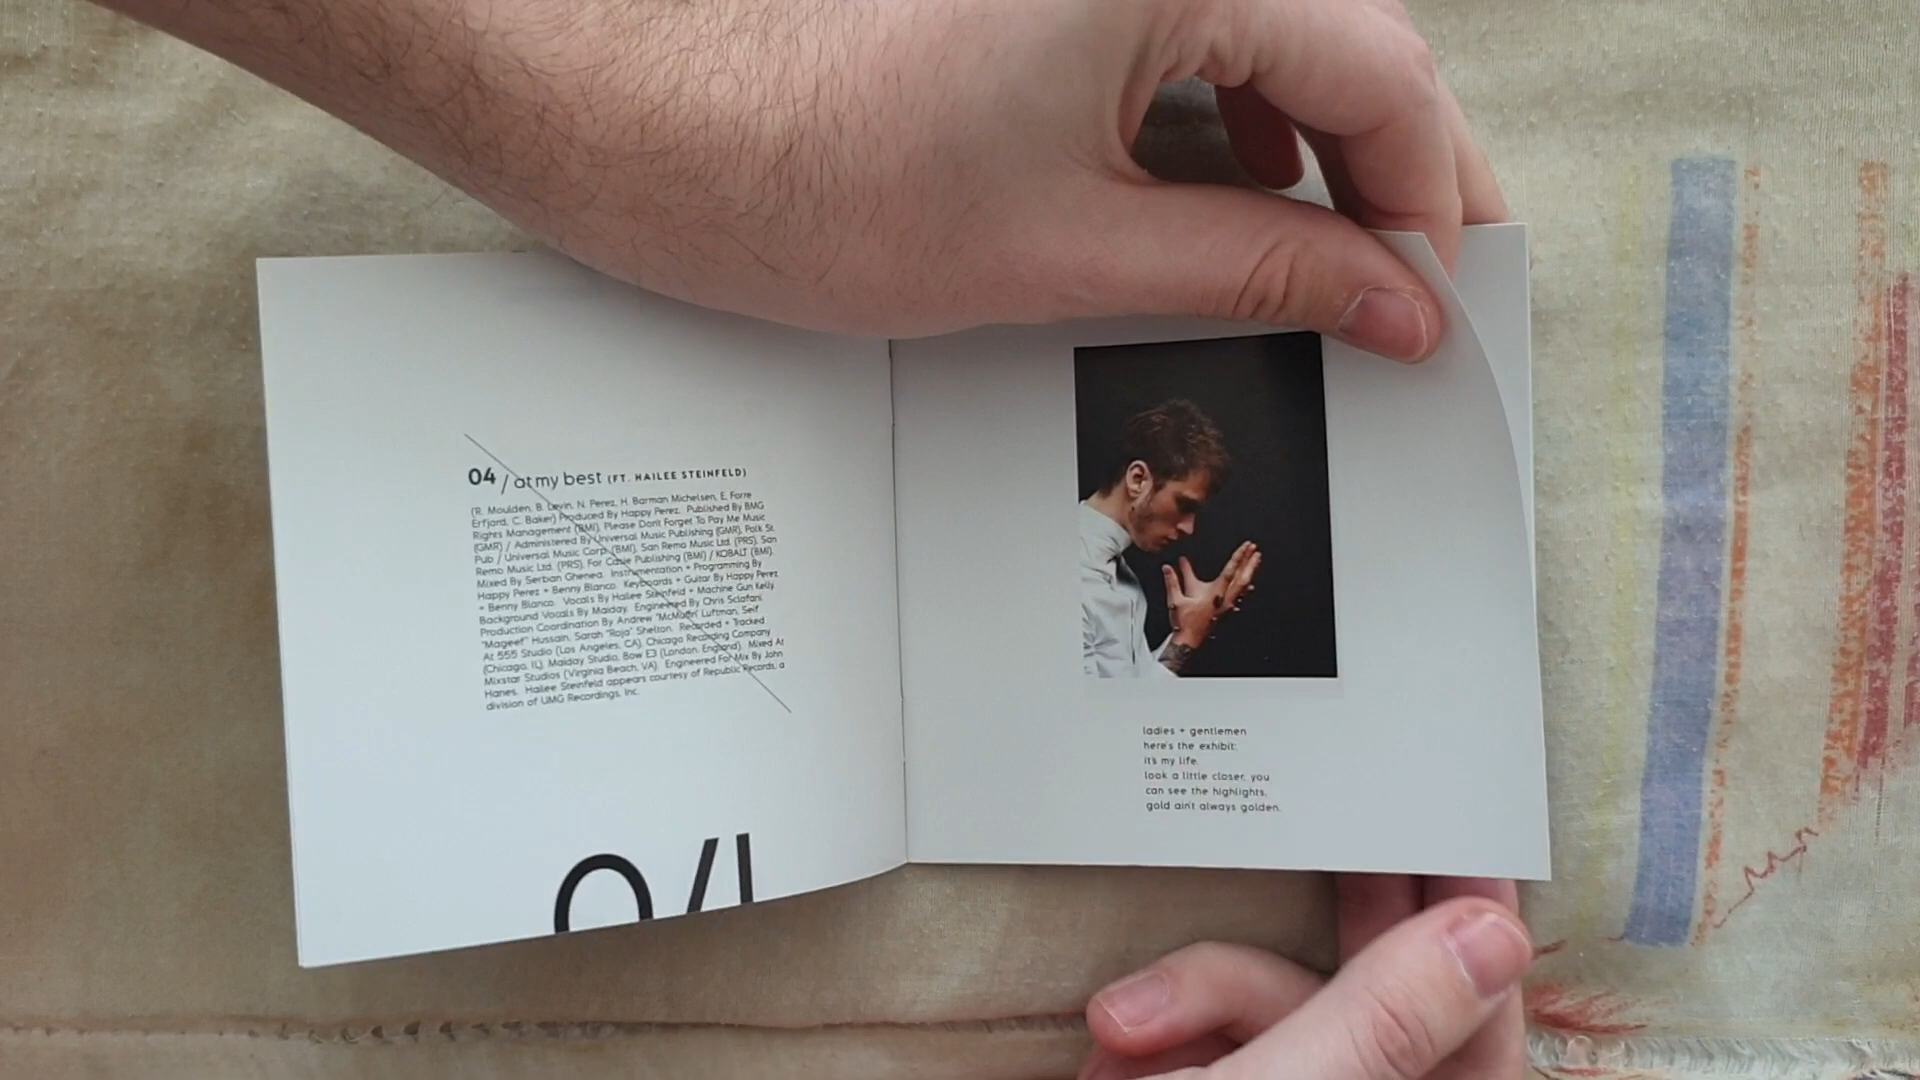 04 / at my best (FT. HAILEE STEINFELD)
(R. Moulden, B. Levin, N. Perez, H. Barman Michelsen, E. Forre
Erfjord, C. Baker) Produced By Happy Perez. Published By BMG
Rights Management (BMI), Please Don't Forget To Pay Me Music
(GMR) / Administered By Universal Music Publishing (GMR), Polk St.
Pub / Universal Music Corp. (BMI), San Remo Music Ltd. (PRS), San
Remo Music Ltd. (PRS), For Casie Publishing (BMI) / KOBALT (BMI).
Mixed By Serban Ghenea. Instrumentation + Programming By
Happy Perez + Benny Blanco. Keyboards + Guitar By Happy Perez
+ Benny Blanco. Vocals By Hailee Steinfeld + Machine Gun Kelly.
Background Vocals By Maiday. Engineered By Chris Sclafani.
Production Coordination By Andrew "McMuffin" Luftman, Seif
"Mageef" Hussain, Sarah "Roja" Shelton. Recorded + Tracked
At 555 Studio (Los Angeles, CA), Chicago Recording Company
(Chicago, IL), Maiday Studio, Bow E3 (London, England). Mixed At
Mixstar Studios (Virginia Beach, VA). Engineered For Mix By John
Hanes. Hailee Steinfeld appears courtesy of Republic Records, a
division of UMG Recordings, Inc.
04
ladies + gentlemen
here's the exhibit:
it's my life.
look a little closer, you
can see the highlights,
gold ain't always golden.